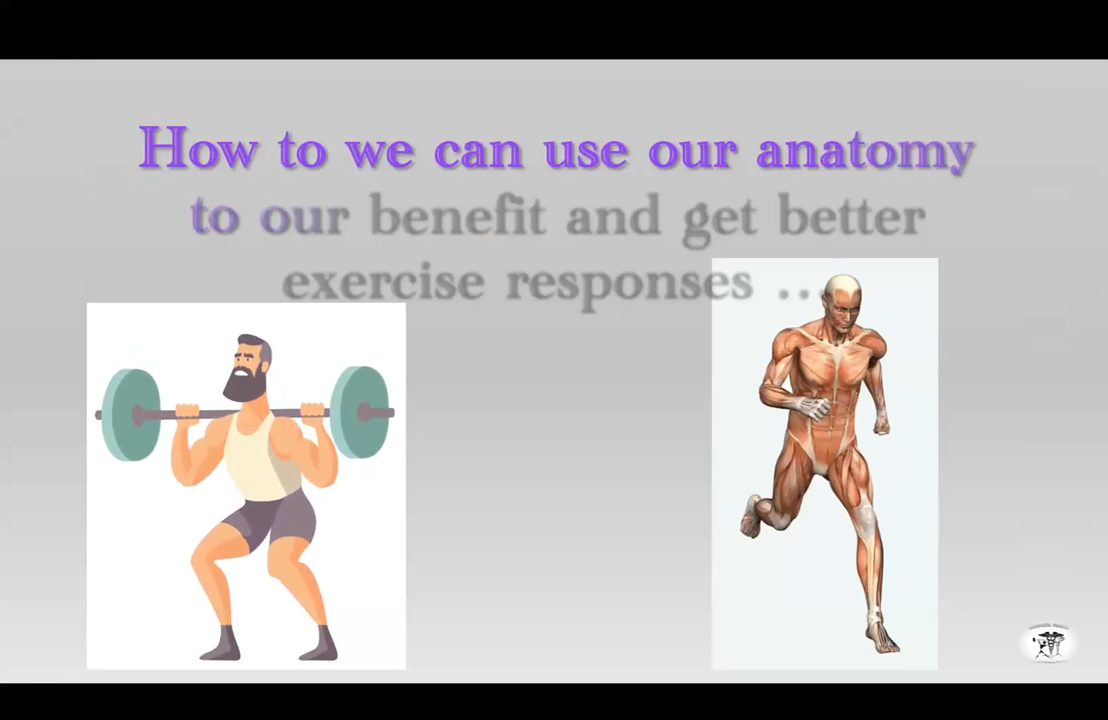 How to we can use our anatomy
to our benefit and get better
exercise responses ...